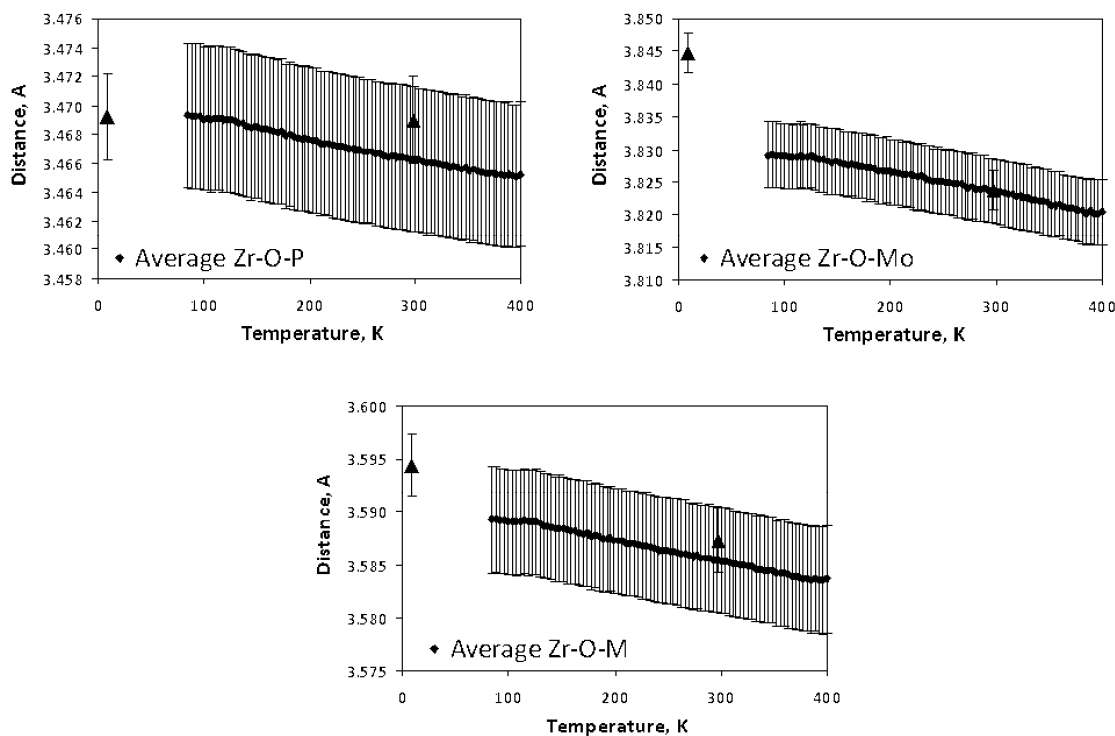 3.476
3.474
3.472
3.470
3.468
3.466
3.464
3.462
3.460
3.458
Distance, A
◆ Average Zr-O-P
0 100 200 300 400
Temperature, K
3.850
3.845
3.840
3.835
3.830
3.825
3.820
3.815
3.810
Distance, A
◆ Average Zr-O-Mo
0 100 200 300 400
Temperature, K
3.600
3.595
3.590
3.585
3.580
3.575
Distance, A
◆ Average Zr-O-M
0 100 200 300 400
Temperature, K